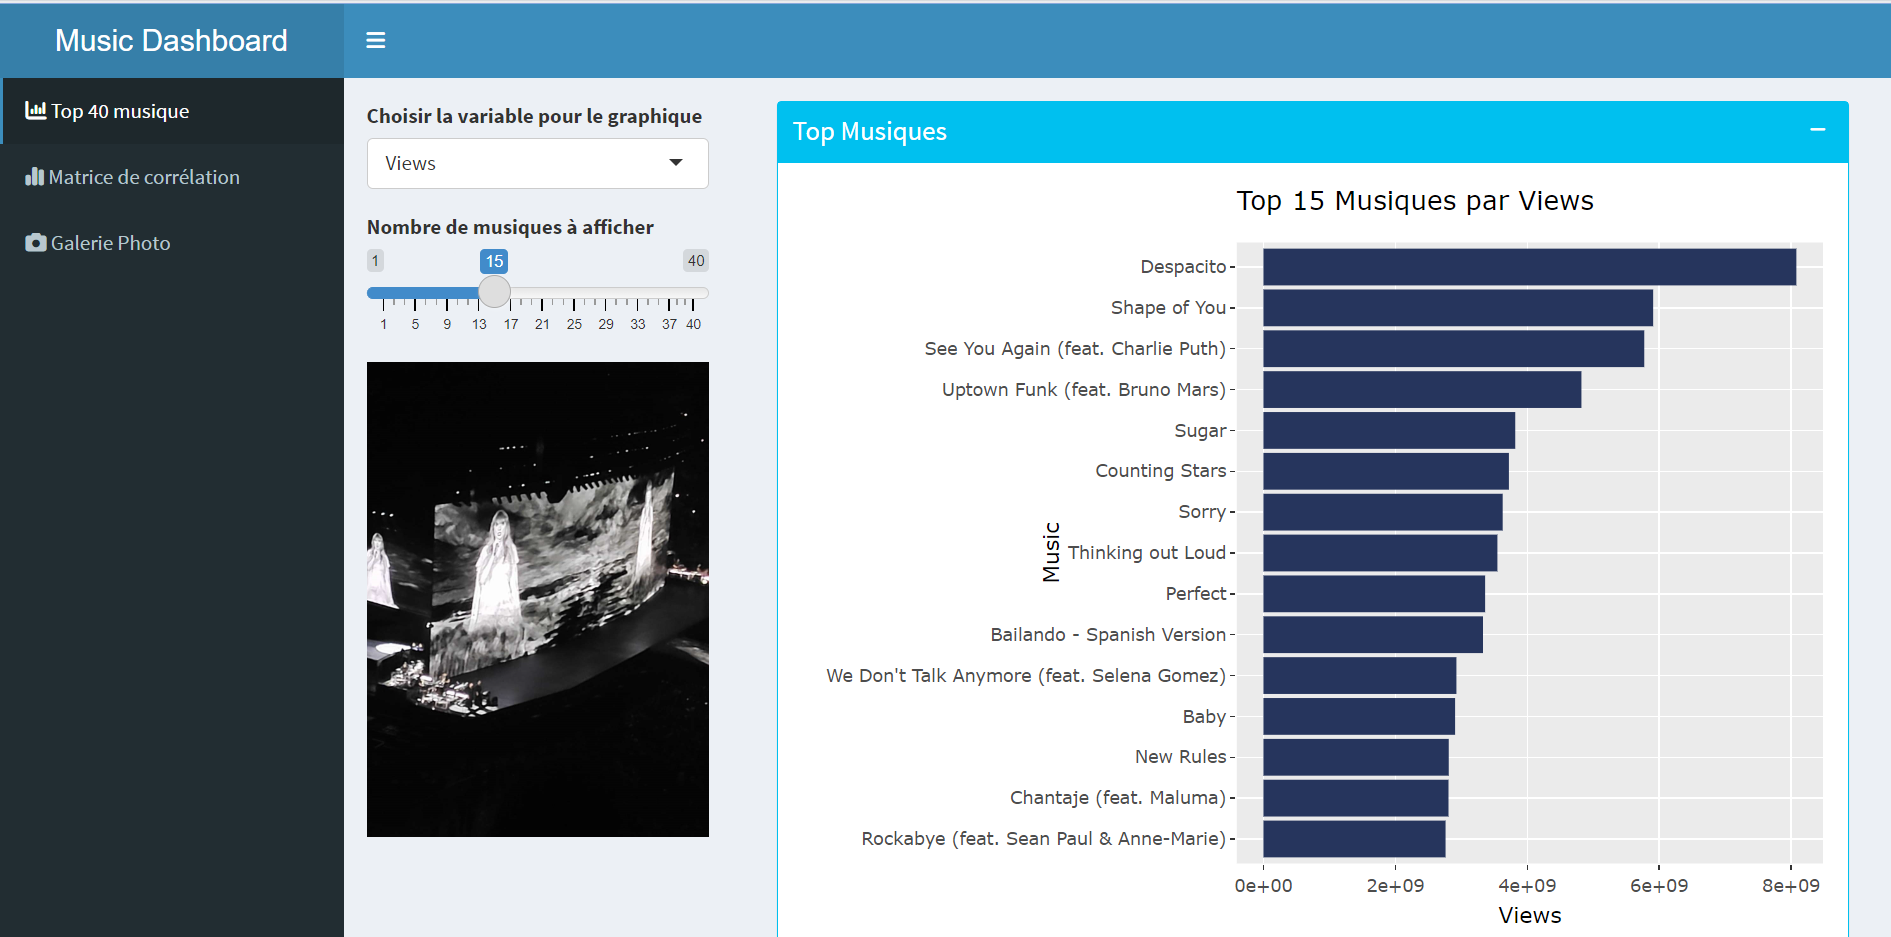 Music Dashboard
Top 40 musique
Matrice de corrélation
Galerie Photo
Choisir la variable pour le graphique
Views
Nombre de musiques à afficher
1 15 40
1 5 9 13 17 21 25 29 33 37 40
Top Musiques
Top 15 Musiques par Views
Despacito
Shape of You
See You Again (feat. Charlie Puth)
Uptown Funk (feat. Bruno Mars)
Sugar
Counting Stars
Sorry
Music
Thinking out Loud
Perfect
Bailando - Spanish Version
We Don't Talk Anymore (feat. Selena Gomez)
Baby
New Rules
Chantaje (feat. Maluma)
Rockabye (feat. Sean Paul & Anne-Marie)
0e+00 2e+09 4e+09 6e+09 8e+09
Views